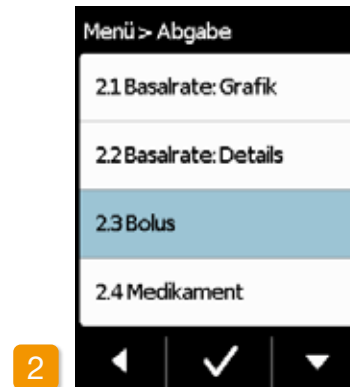 Menü > Abgabe
2.1 Basalrate: Grafik
2.2 Basalrate: Details
2.3 Bolus
2.4 Medikament
2